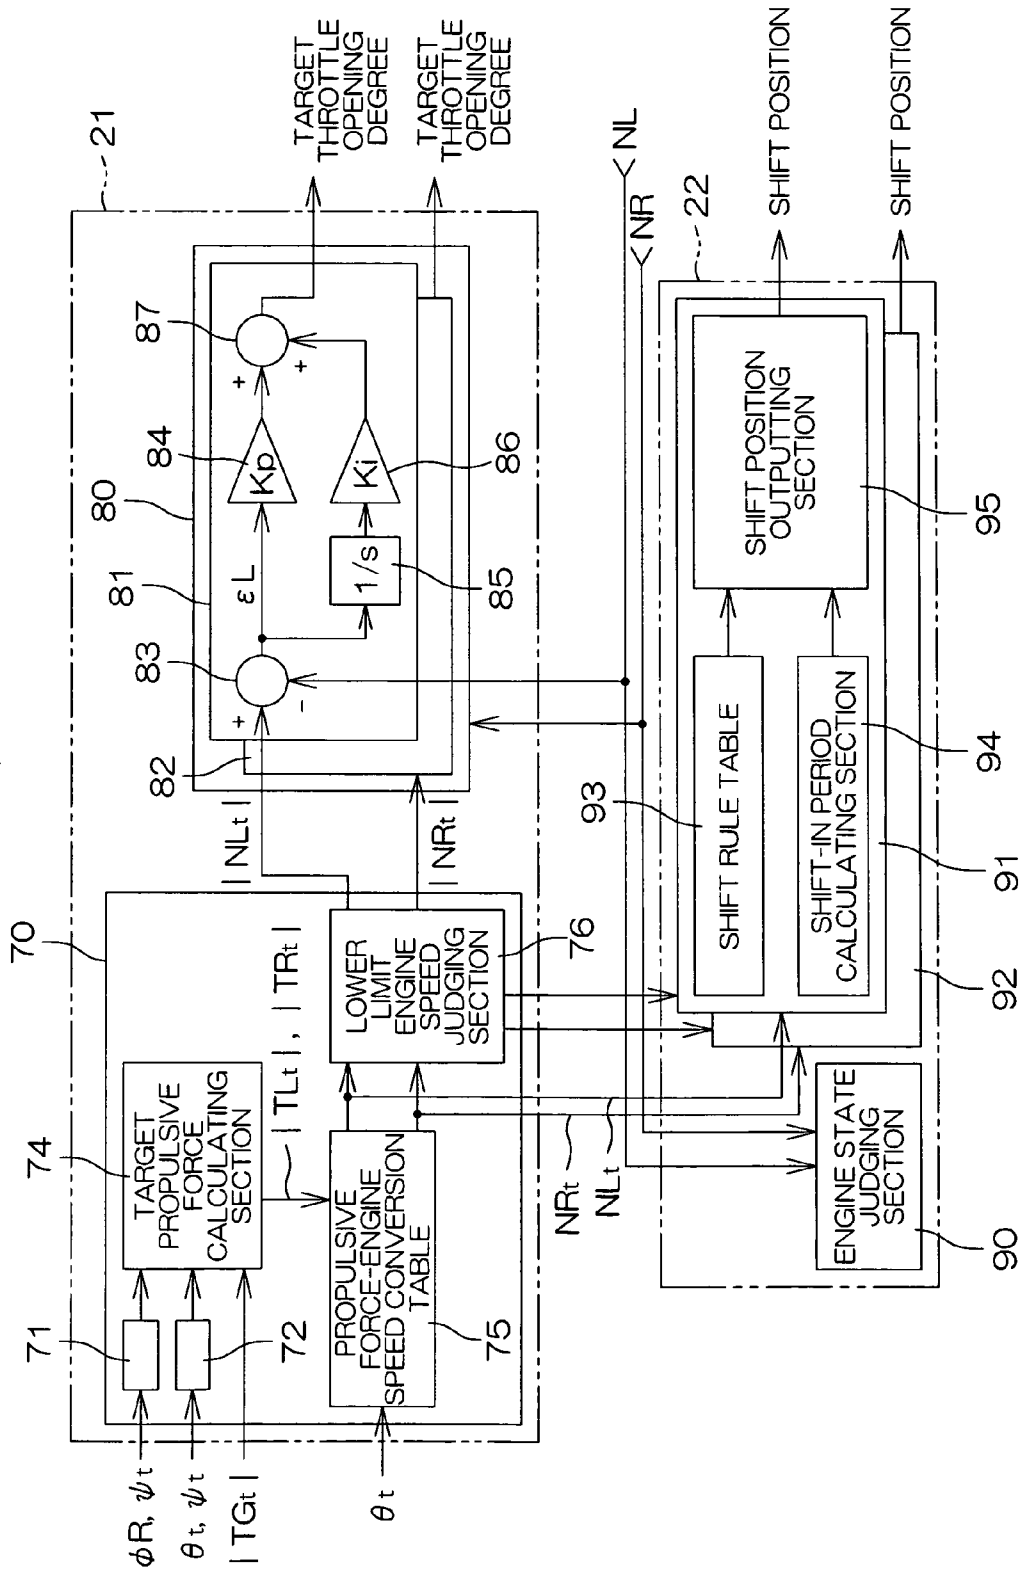 21
70
80
81
82
83
84
87
TARGET
THROTTLE
OPENING
DEGREE
TARGET
THROTTLE
OPENING
DEGREE
φR, ψt
θt, ψt
|TGt|
71
72
74
TARGET
PROPULSIVE
FORCE
CALCULATING
SECTION
|TLt|, |TRt|
θt
PROPULSIVE
FORCE-ENGINE
SPEED CONVERSION
TABLE
75
LOWER
LIMIT
ENGINE
SPEED
JUDGING
SECTION
76
|NLt|
|NRt|
+
-
εL
Kp
1/s
85
Ki
86
+
+
NL
NR
NRt
NLt
22
ENGINE STATE
JUDGING
SECTION
90
93
SHIFT RULE TABLE
SHIFT-IN PERIOD
CALCULATING SECTION
94
91
92
SHIFT POSITION
OUTPUTTING
SECTION
95
SHIFT POSITION
SHIFT POSITION